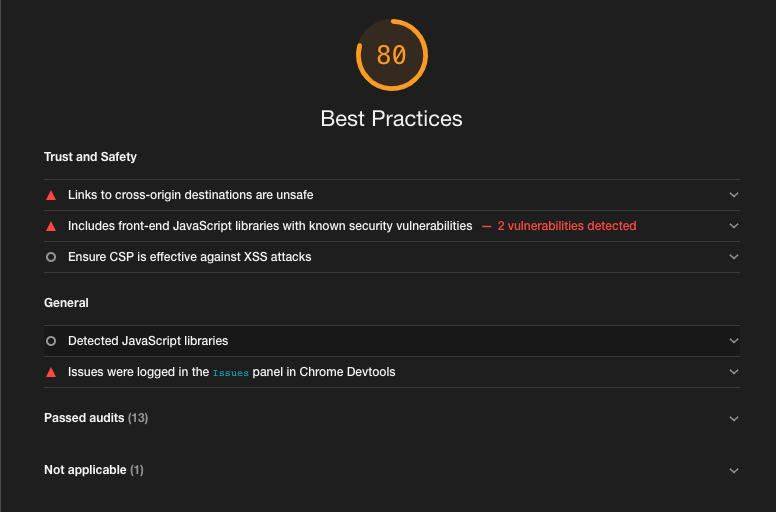 80
Best Practices
Trust and Safety
Links to cross-origin destinations are unsafe
Includes front-end JavaScript libraries with known security vulnerabilities — 2 vulnerabilities detected
Ensure CSP is effective against XSS attacks
General
Detected JavaScript libraries
Issues were logged in the Issues panel in Chrome Devtools
Passed audits (13)
Not applicable (1)